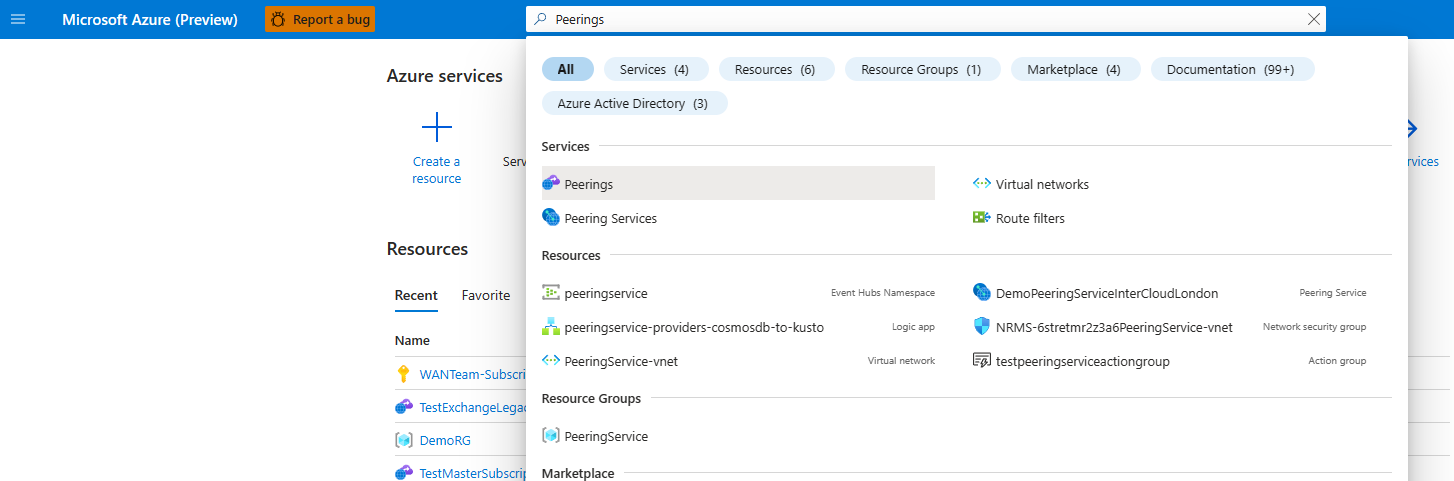 Microsoft Azure (Preview)
Report a bug
Peerings
All
Services (4)
Resources (6)
Resource Groups (1)
Marketplace (4)
Documentation (99+)
Azure Active Directory (3)
Azure services
Create a
resource
Services
Peerings
Virtual networks
Peering Services
Route filters
Resources
peeringservice
Event Hubs Namespace
DemoPeeringServiceInterCloudLondon
Peering Service
peeringservice-providers-cosmosdb-to-kusto
Logic app
NRMS-6stretmr2z3a6PeeringService-vnet
Network security group
PeeringService-vnet
Virtual network
testpeeringserviceactiongroup
Action group
Resource Groups
PeeringService
Marketplace
Resources
Recent
Favorite
Name
WANTeam-Subscri
TestExchangeLegac
DemoRG
TestMasterSubscrip